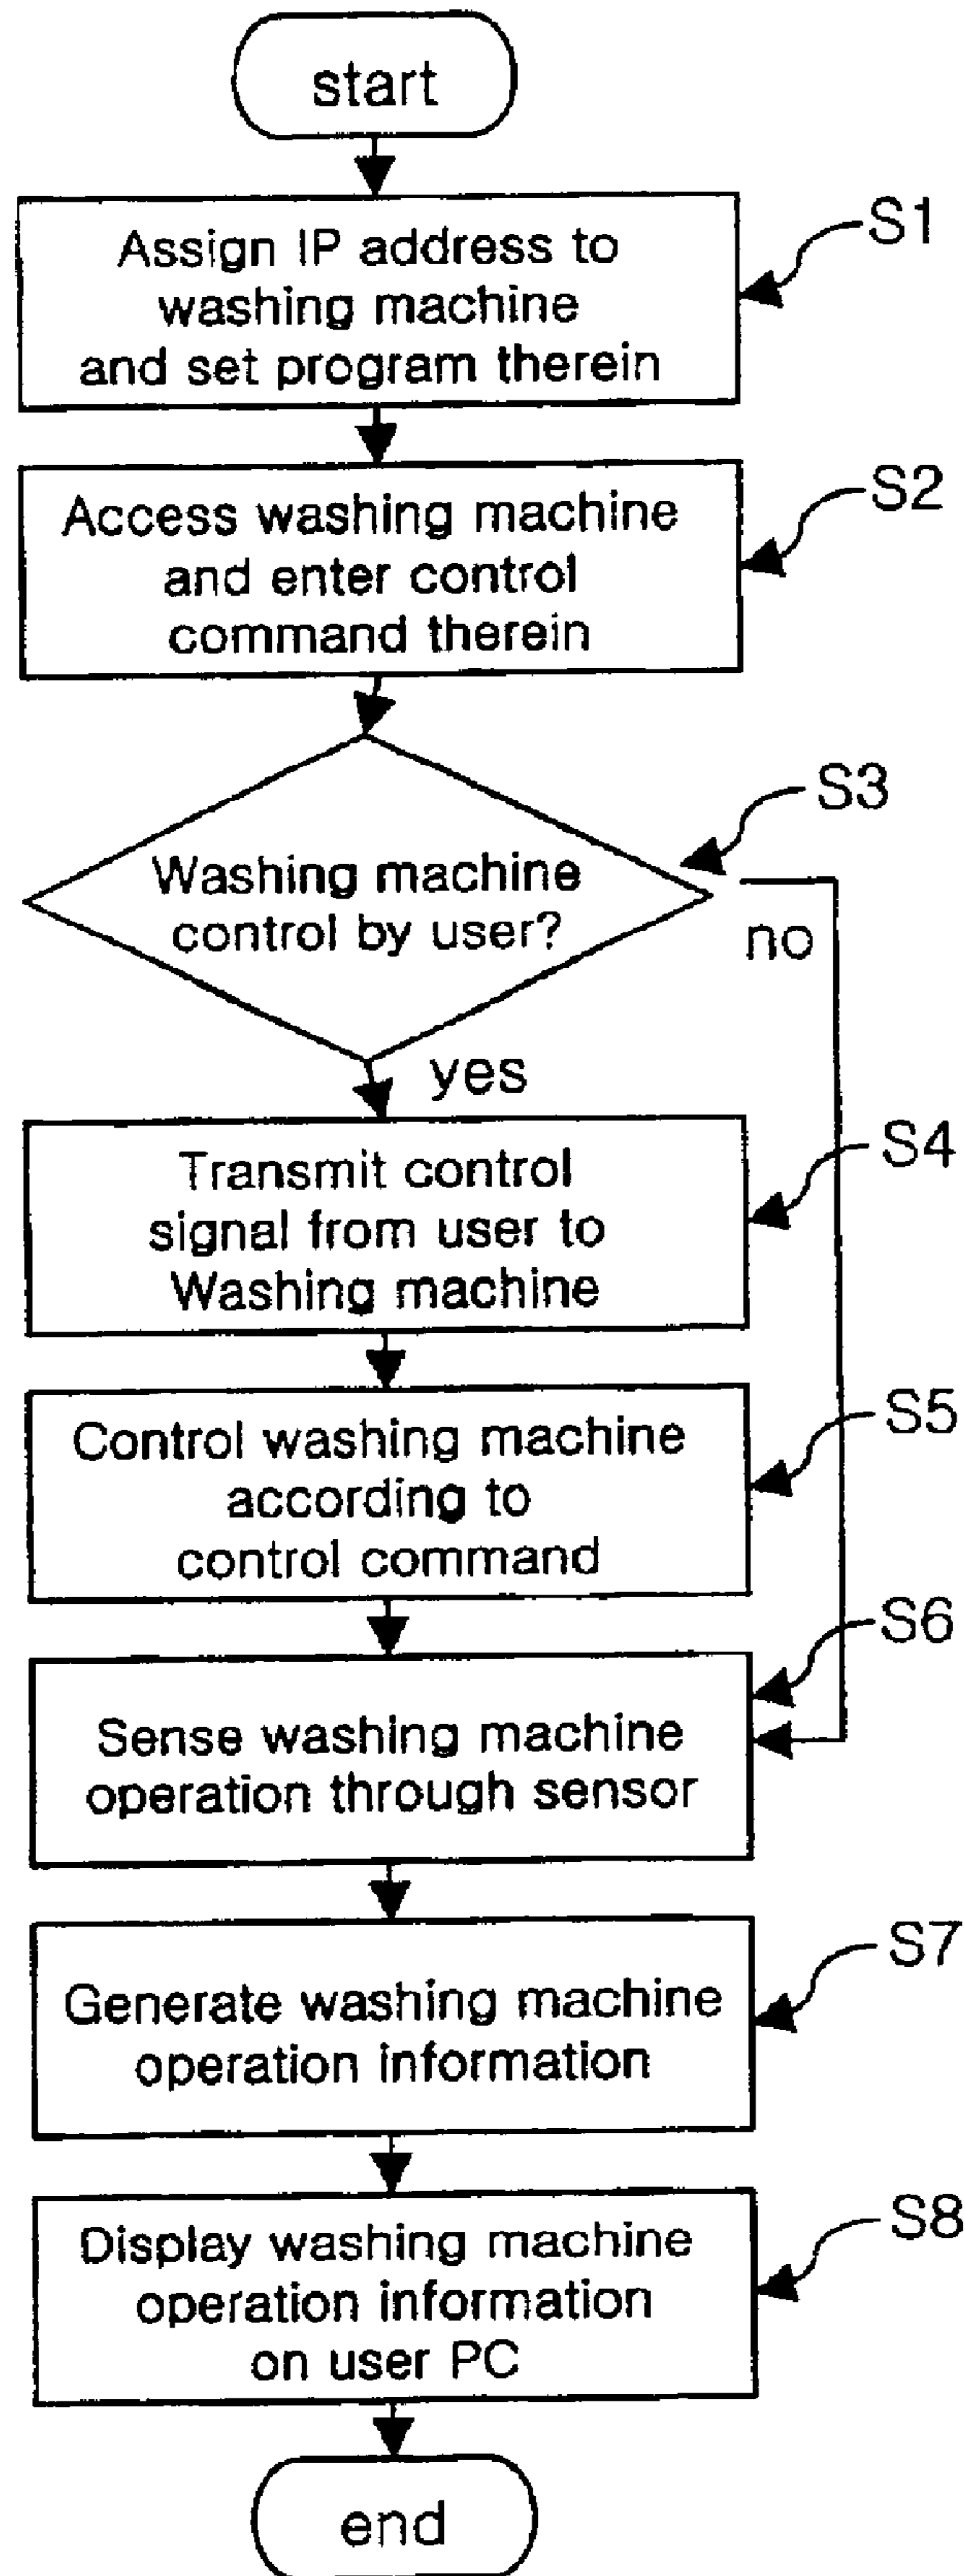 start
Assign IP address to
washing machine
and set program therein
S1
Access washing machine
and enter control
command therein
S2
Washing machine
control by user?
S3
no
yes
Transmit control
signal from user to
Washing machine
S4
Control washing machine
according to
control command
S5
Sense washing machine
operation through sensor
S6
Generate washing machine
operation information
S7
Display washing machine
operation information
on user PC
S8
end